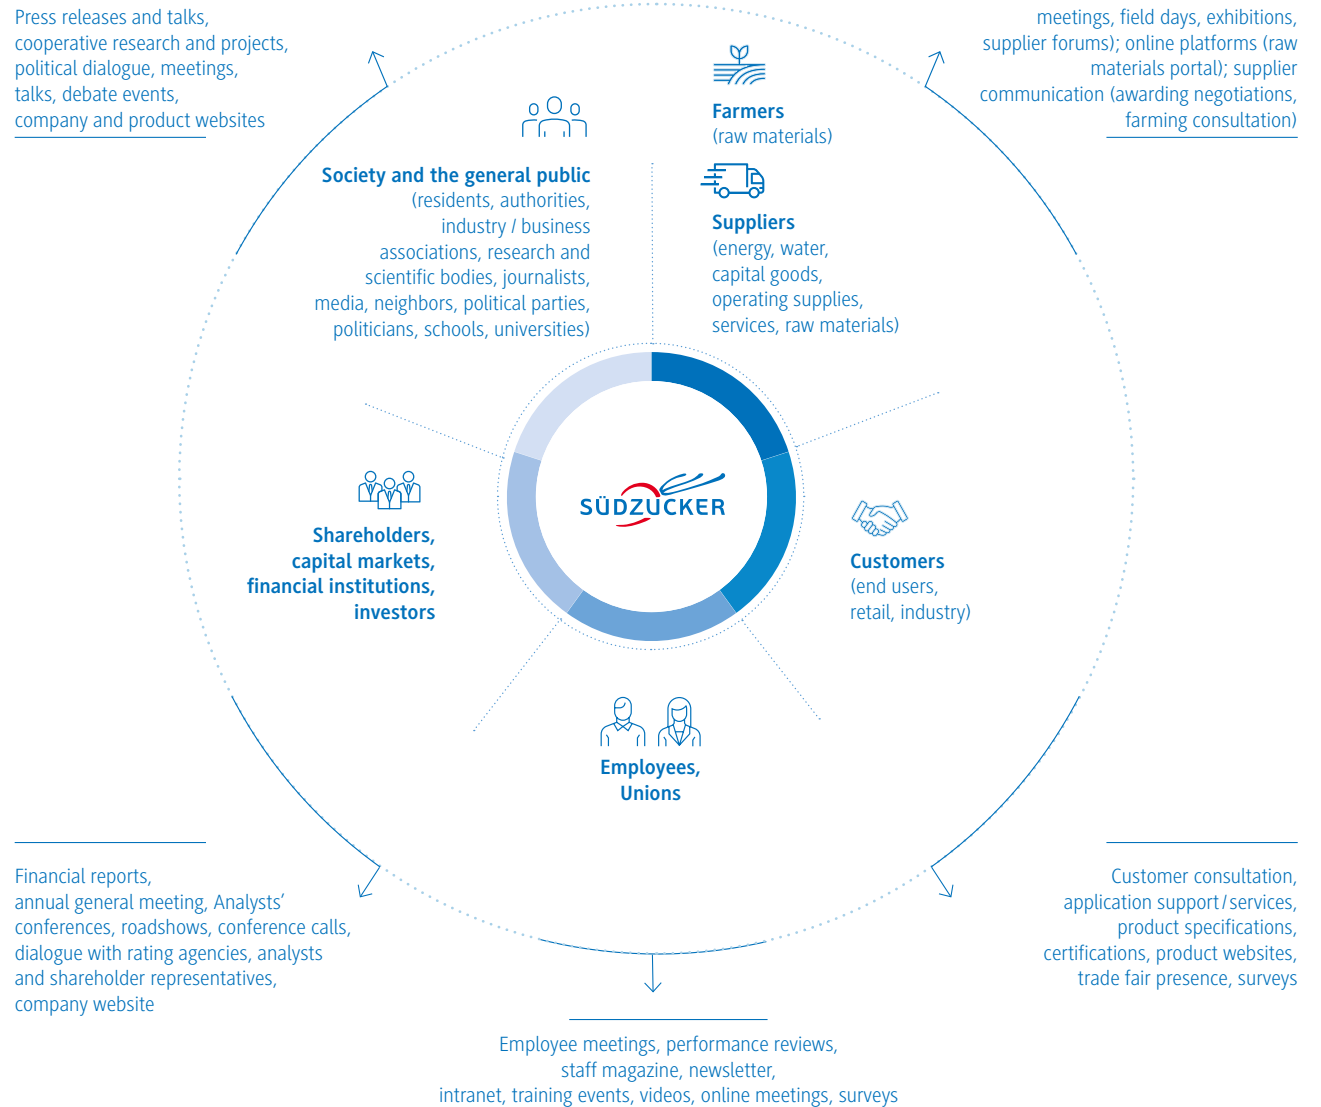 Press releases and talks,
cooperative research and projects,
political dialogue, meetings,
talks, debate events,
company and product websites
meetings, field days, exhibitions,
supplier forums); online platforms (raw
materials portal); supplier
communication (awarding negotiations,
farming consultation)
Farmers
(raw materials)
Society and the general public
(residents, authorities,
industry / business
associations, research and
scientific bodies, journalists,
media, neighbors, political parties,
politicians, schools, universities)
Suppliers
(energy, water,
capital goods,
operating supplies,
services, raw materials)
SÜDZUCKER
Shareholders,
capital markets,
financial institutions,
investors
Customers
(end users,
retail, industry)
Employees,
Unions
Financial reports,
annual general meeting, Analysts’
conferences, roadshows, conference calls,
dialogue with rating agencies, analysts
and shareholder representatives,
company website
Customer consultation,
application support / services,
product specifications,
certifications, product websites,
trade fair presence, surveys
Employee meetings, performance reviews,
staff magazine, newsletter,
intranet, training events, videos, online meetings, surveys